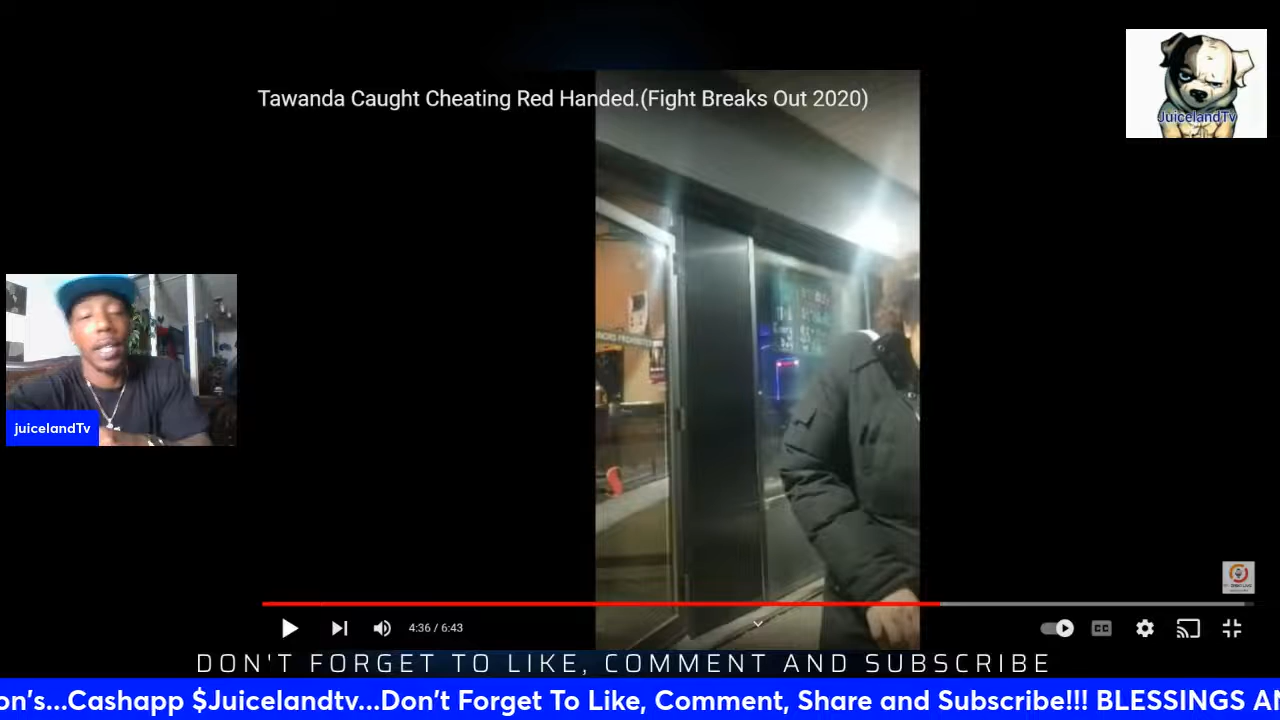 Tawanda Caught Cheating Red Handed.(Fight Breaks Out 2020)
JuicelandTv
juicelandTv
4:36 / 6:43
CC
DON'T FORGET TO LIKE, COMMENT AND SUBSCRIBE
on's...Cashapp $Juicelandtv...Don't Forget To Like, Comment, Share and Subscribe!!! BLESSINGS AN